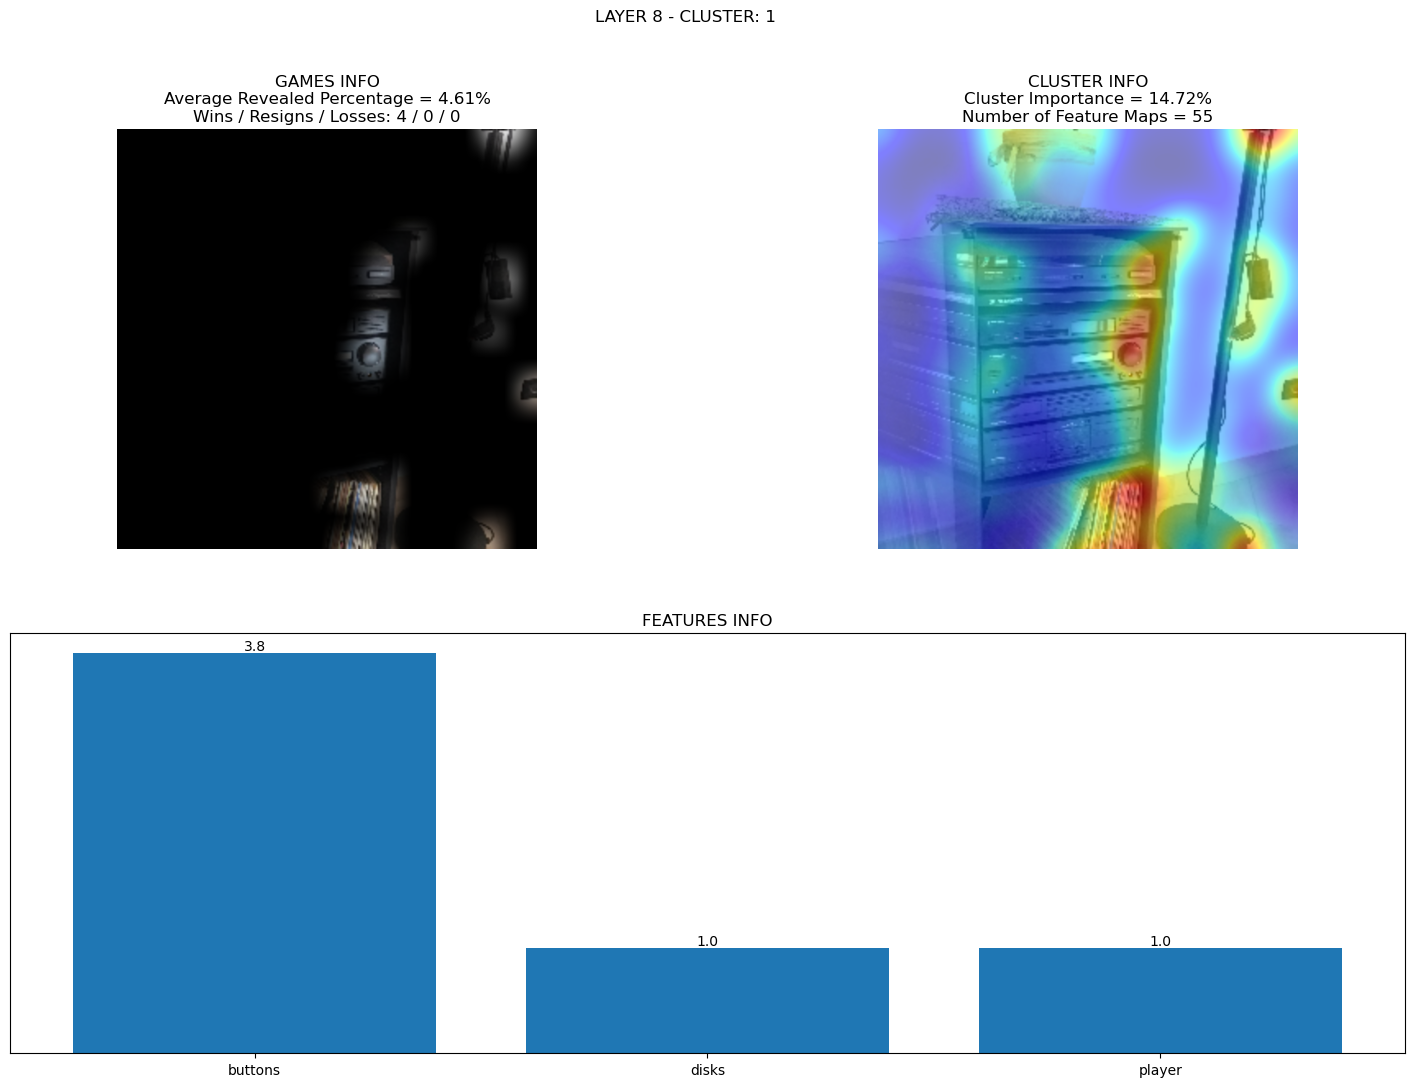 LAYER 8 - CLUSTER: 1
GAMES INFO
Average Revealed Percentage = 4.61%
Wins / Resigns / Losses: 4 / 0 / 0
CLUSTER INFO
Cluster Importance = 14.72%
Number of Feature Maps = 55
FEATURES INFO
3.8
1.0
1.0
buttons
disks
player